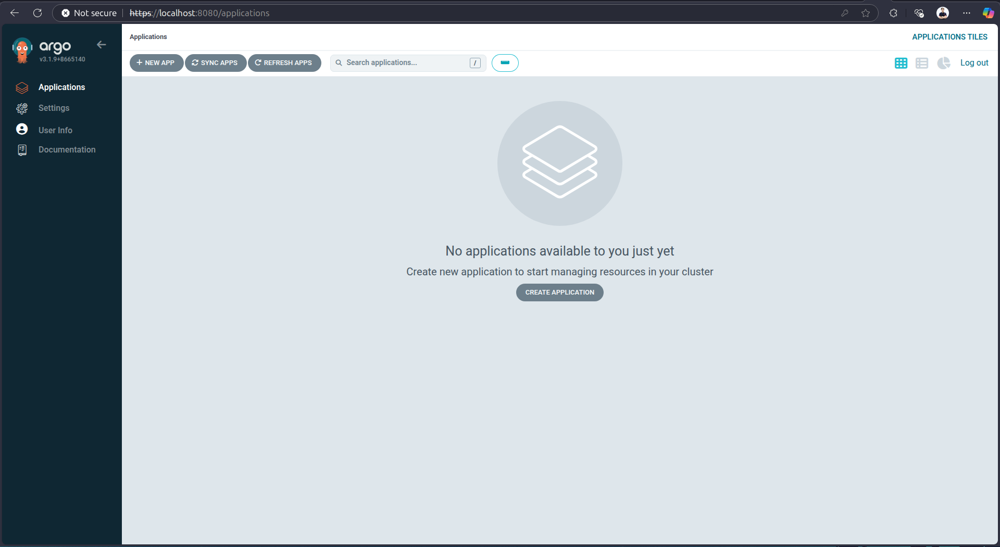 Not secure https://localhost:8080/applications
argo
v3.1.9+8665140
Applications
Settings
User Info
Documentation
Applications
APPLICATIONS TILES
NEW APP SYNC APPS REFRESH APPS Search applications... / Log out
No applications available to you just yet
Create new application to start managing resources in your cluster
CREATE APPLICATION